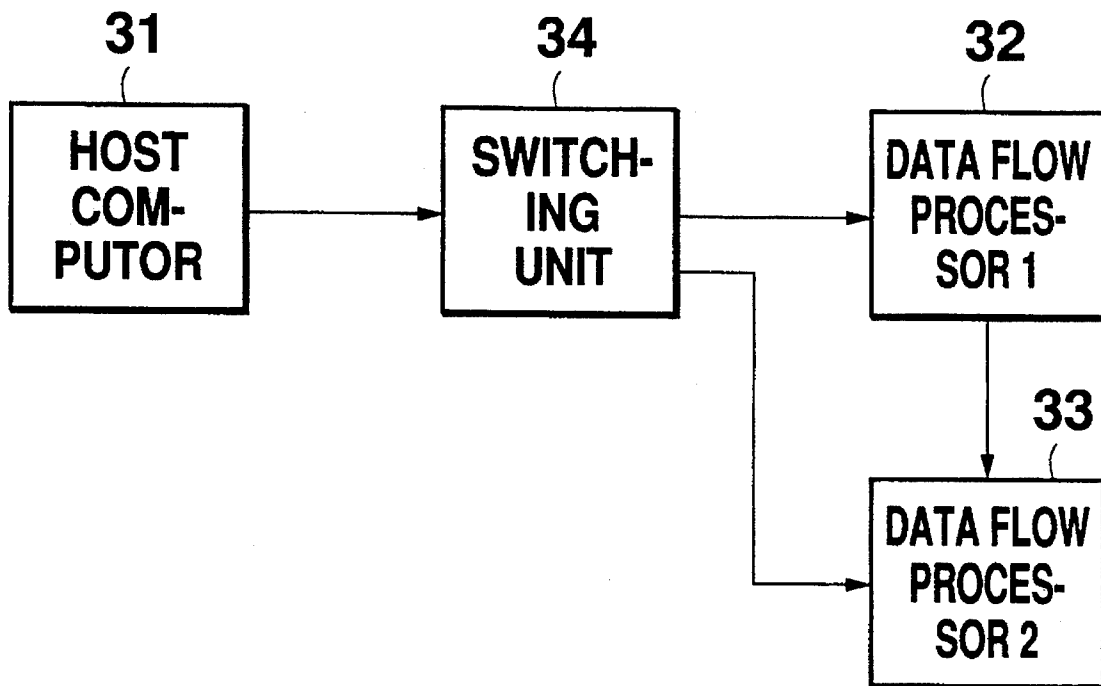 31
34
32
HOST
COM-
PUTOR
SWITCH-
ING
UNIT
DATA FLOW
PROCES-
SOR 1
33
DATA FLOW
PROCES-
SOR 2